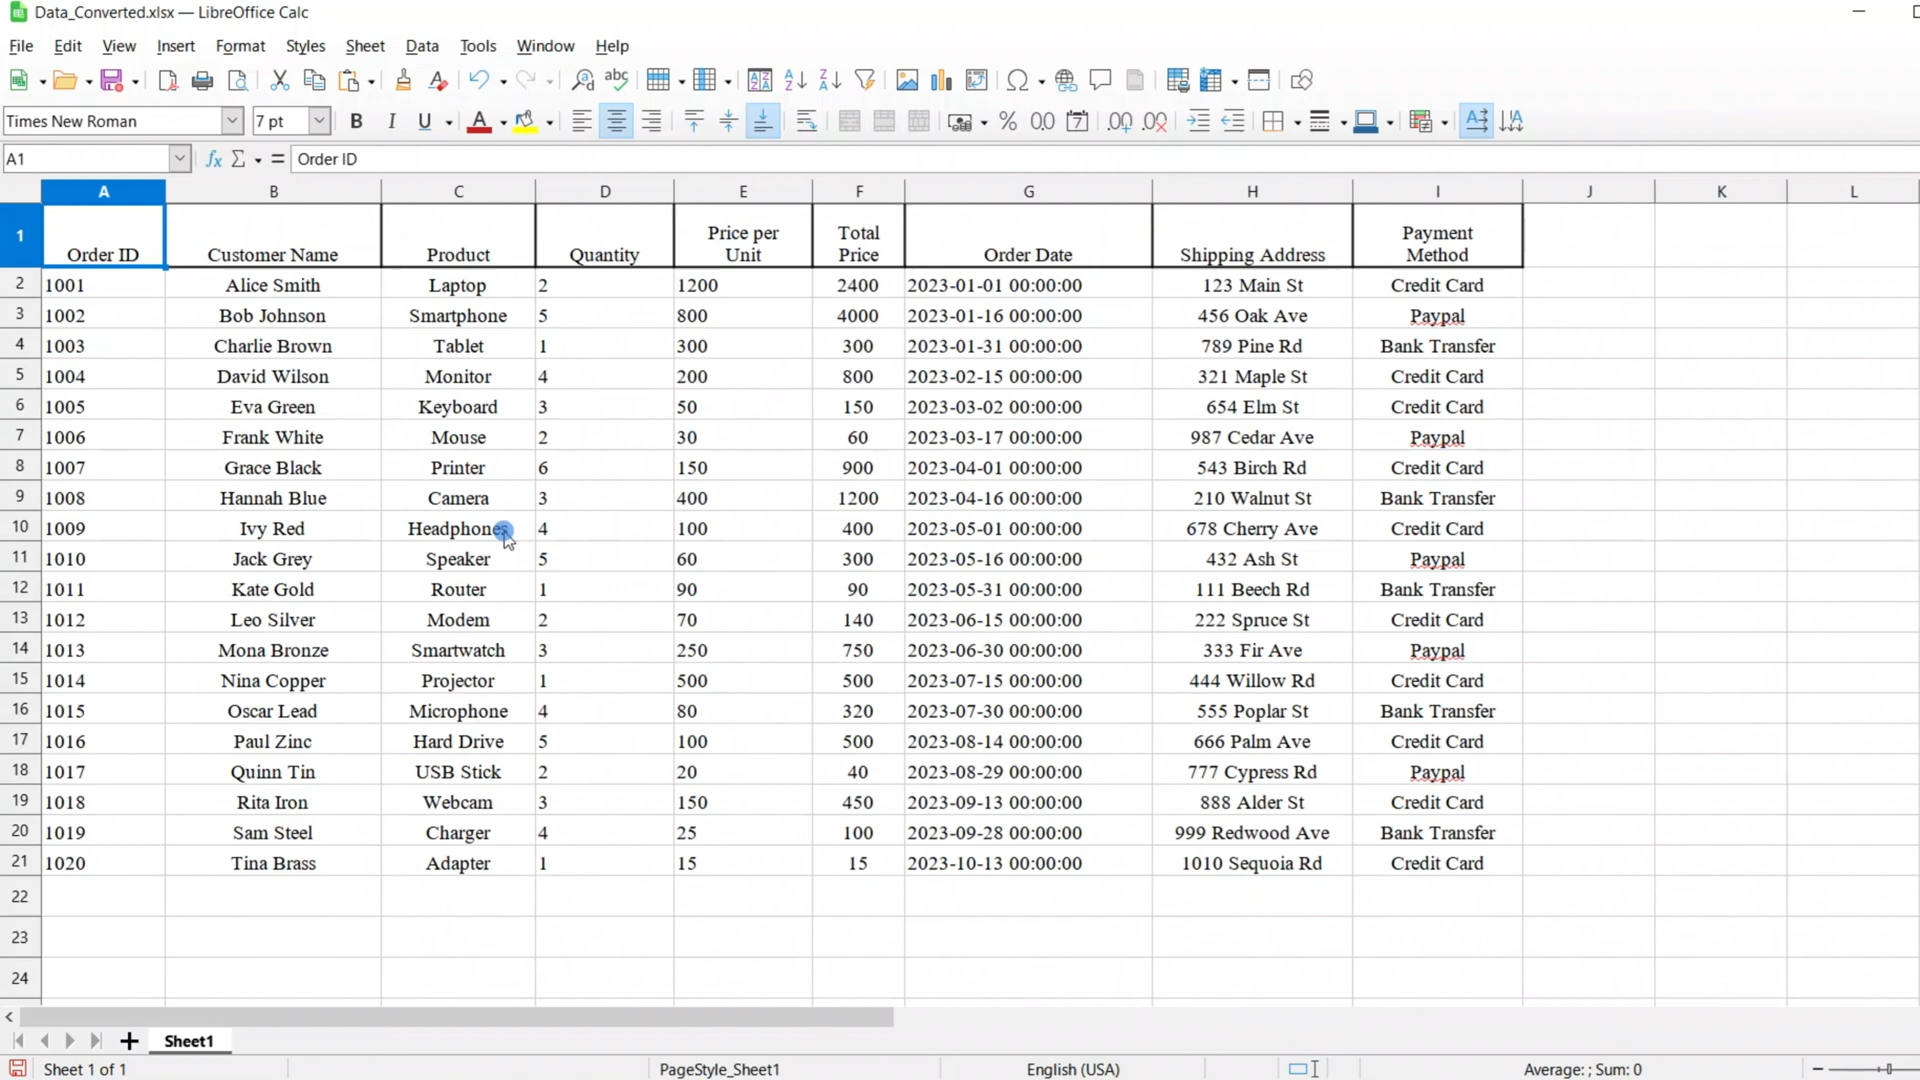 Data_Converted.xlsx — LibreOffice Calc
File Edit View Insert Format Styles Sheet Data Tools Window Help
Times New Roman 7 pt
A1 Order ID
A B C D E F G H I J K L
1 Order ID Customer Name Product Quantity Price per Unit Total Price Order Date Shipping Address Payment Method
2 1001 Alice Smith Laptop 2 1200 2400 2023-01-01 00:00:00 123 Main St Credit Card
3 1002 Bob Johnson Smartphone 5 800 4000 2023-01-16 00:00:00 456 Oak Ave Paypal
4 1003 Charlie Brown Tablet 1 300 300 2023-01-31 00:00:00 789 Pine Rd Bank Transfer
5 1004 David Wilson Monitor 4 200 800 2023-02-15 00:00:00 321 Maple St Credit Card
6 1005 Eva Green Keyboard 3 50 150 2023-03-02 00:00:00 654 Elm St Credit Card
7 1006 Frank White Mouse 2 30 60 2023-03-17 00:00:00 987 Cedar Ave Paypal
8 1007 Grace Black Printer 6 150 900 2023-04-01 00:00:00 543 Birch Rd Credit Card
9 1008 Hannah Blue Camera 3 400 1200 2023-04-16 00:00:00 210 Walnut St Bank Transfer
10 1009 Ivy Red Headphones 4 100 400 2023-05-01 00:00:00 678 Cherry Ave Credit Card
11 1010 Jack Grey Speaker 5 60 300 2023-05-16 00:00:00 432 Ash St Paypal
12 1011 Kate Gold Router 1 90 90 2023-05-31 00:00:00 111 Beech Rd Bank Transfer
13 1012 Leo Silver Modem 2 70 140 2023-06-15 00:00:00 222 Spruce St Credit Card
14 1013 Mona Bronze Smartwatch 3 250 750 2023-06-30 00:00:00 333 Fir Ave Paypal
15 1014 Nina Copper Projector 1 500 500 2023-07-15 00:00:00 444 Willow Rd Credit Card
16 1015 Oscar Lead Microphone 4 80 320 2023-07-30 00:00:00 555 Poplar St Bank Transfer
17 1016 Paul Zinc Hard Drive 5 100 500 2023-08-14 00:00:00 666 Palm Ave Credit Card
18 1017 Quinn Tin USB Stick 2 20 40 2023-08-29 00:00:00 777 Cypress Rd Paypal
19 1018 Rita Iron Webcam 3 150 450 2023-09-13 00:00:00 888 Alder St Credit Card
20 1019 Sam Steel Charger 4 25 100 2023-09-28 00:00:00 999 Redwood Ave Bank Transfer
21 1020 Tina Brass Adapter 1 15 15 2023-10-13 00:00:00 1010 Sequoia Rd Credit Card
22
23
24
Sheet1
Sheet 1 of 1 PageStyle_Sheet1 English (USA) Average: ; Sum: 0